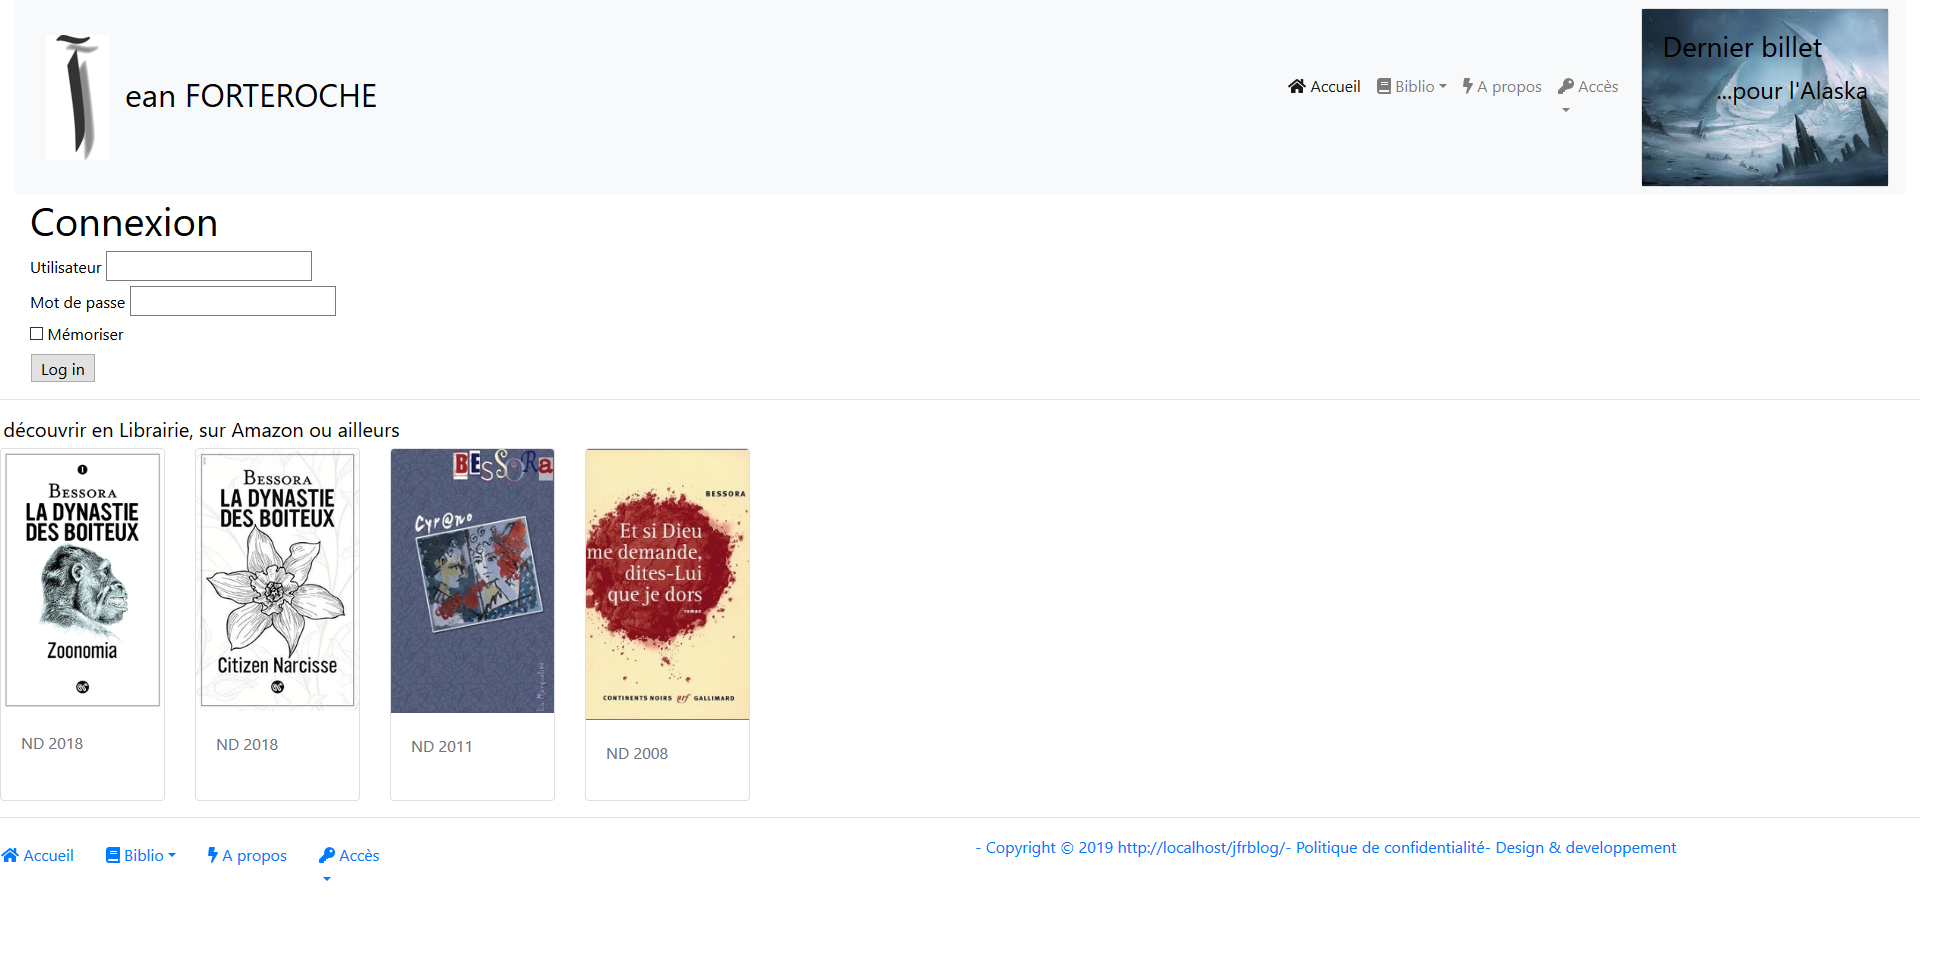 Jean FORTEROCHE
Accueil
Biblio
A propos
Accès
Dernier billet
...pour l'Alaska
Connexion
Utilisateur
Mot de passe
Mémoriser
Log in
découvrir en Librairie, sur Amazon ou ailleurs
I
BESSORA
LA DYNASTIE
DES BOITEUX
Zoonomia
ND 2018
BESSORA
LA DYNASTIE
DES BOITEUX
Citizen Narcisse
ND 2018
BESSORa
Cyr@no
ND 2011
BESSORA
Et si Dieu
me demande,
dites-Lui
que je dors
roman
CONTINENTS NOIRS nrf GALLIMARD
ND 2008
Accueil
Biblio
A propos
Accès
- Copyright © 2019 http://localhost/jfrblog/- Politique de confidentialité- Design & developpement